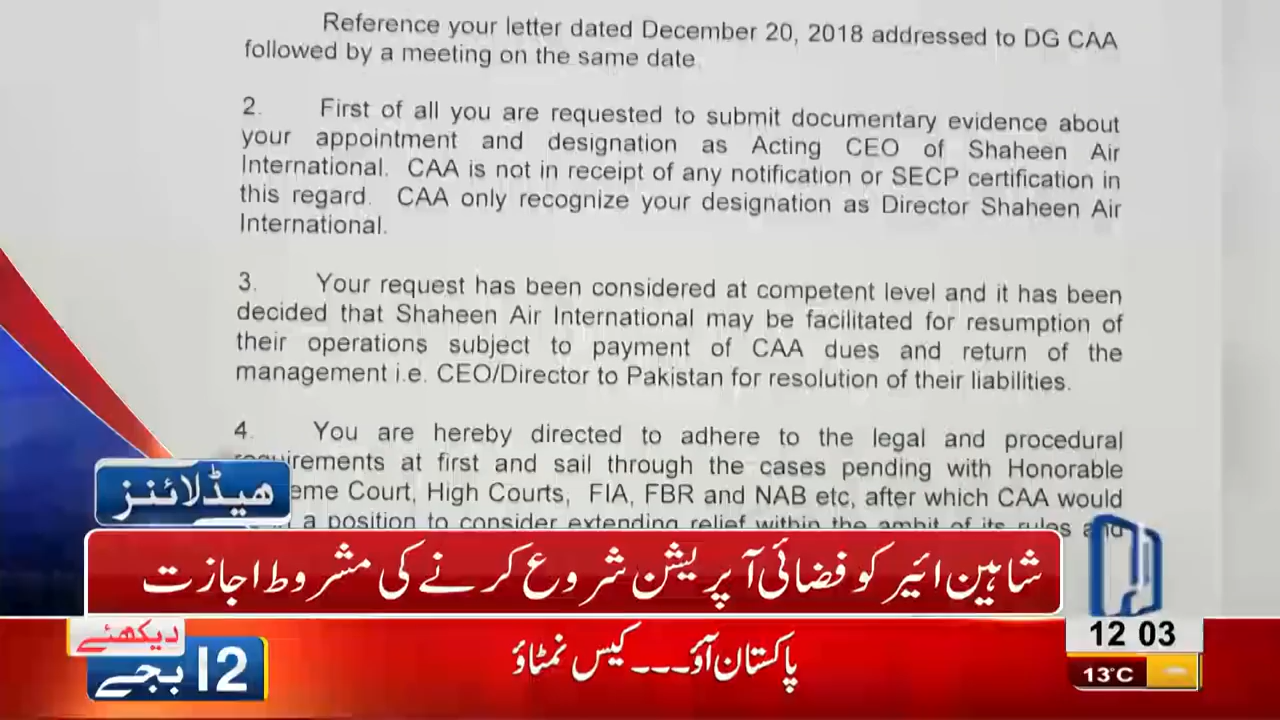 Reference your letter dated December 20, 2018 addressed to DG CAA
followed by a meeting on the same date.
2. First of all you are requested to submit documentary evidence about
your appointment and designation as Acting CEO of Shaheen Air
International. CAA is not in receipt of any notification or SECP certification in
this regard. CAA only recognize your designation as Director Shaheen Air
International.
3. Your request has been considered at competent level and it has been
decided that Shaheen Air International may be facilitated for resumption of
their operations subject to payment of CAA dues and return of the
management i.e. CEO/Director to Pakistan for resolution of their liabilities.
4. You are hereby directed to adhere to the legal and procedural
requirements at first and sail through the cases pending with Honorable
eme Court, High Courts, FIA, FBR and NAB etc, after which CAA would
a position to consider extending relief within the ambit of its rules and
ھیڈلائنز
شاہین ائیر کو فضائی آپریشن شروع کرنے کی مشروط اجازت
دیکھئے
12 بجے
پاکستان آؤ۔۔۔کیس نمٹاؤ
12 03
13°C